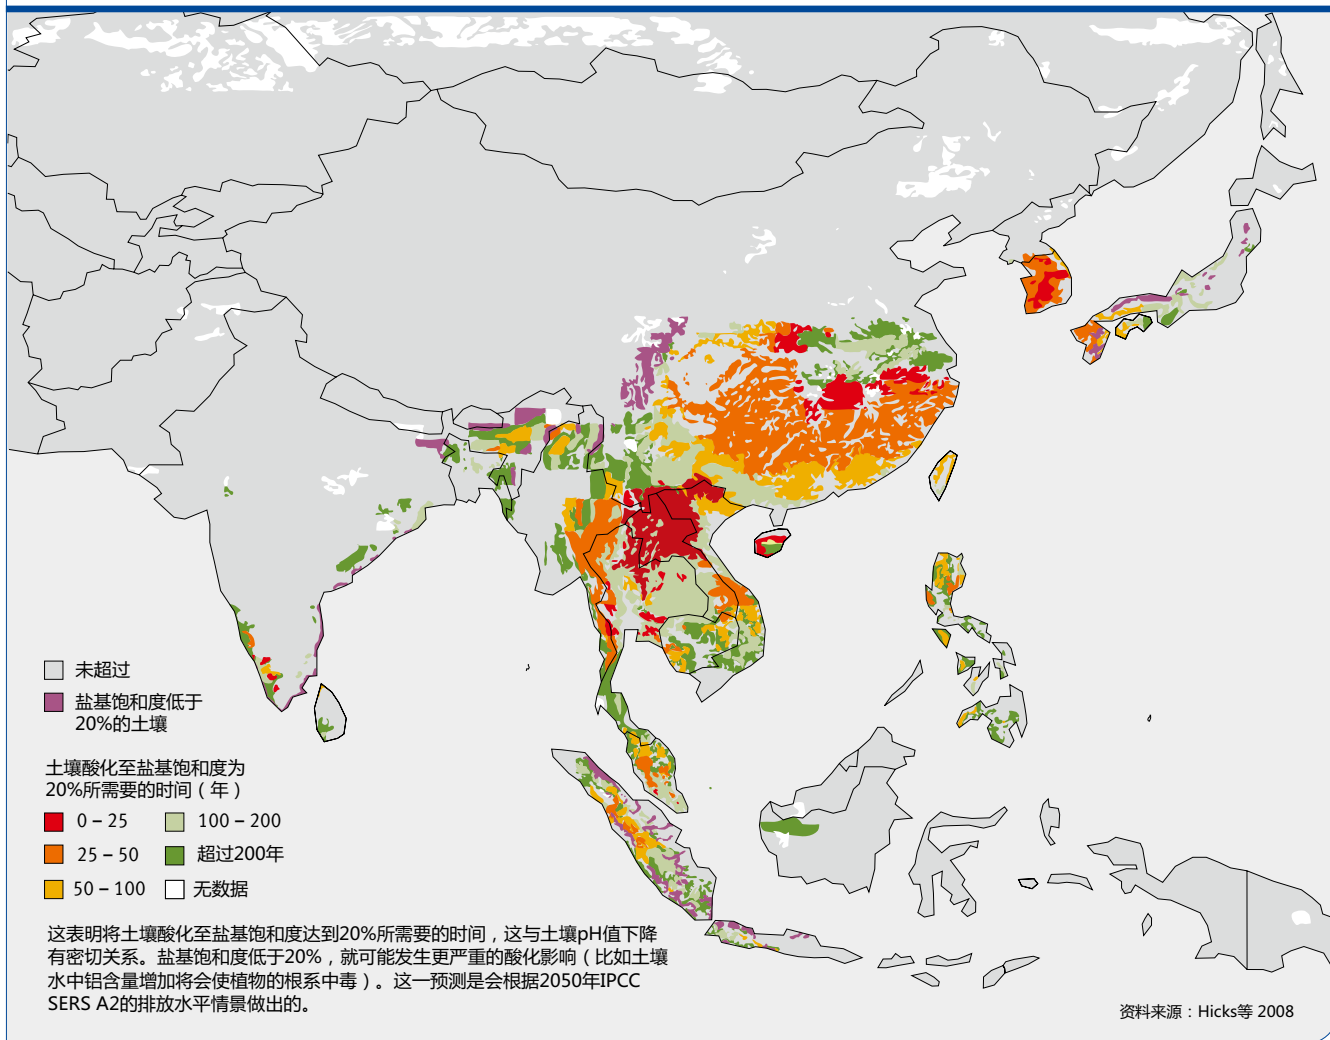 未超过
盐基饱和度低于
20%的土壤
土壤酸化至盐基饱和度为
20%所需要的时间（年）
0 – 25
100 – 200
25 – 50
超过200年
50 – 100
无数据
这表明将土壤酸化至盐基饱和度达到20%所需要的时间，这与土壤pH值下降
有密切关系。盐基饱和度低于20%，就可能发生更严重的酸化影响（比如土壤
水中铝含量增加将会使植物的根系中毒）。这一预测是会根据2050年IPCC
SERS A2的排放水平情景做出的。
资料来源：Hicks等 2008